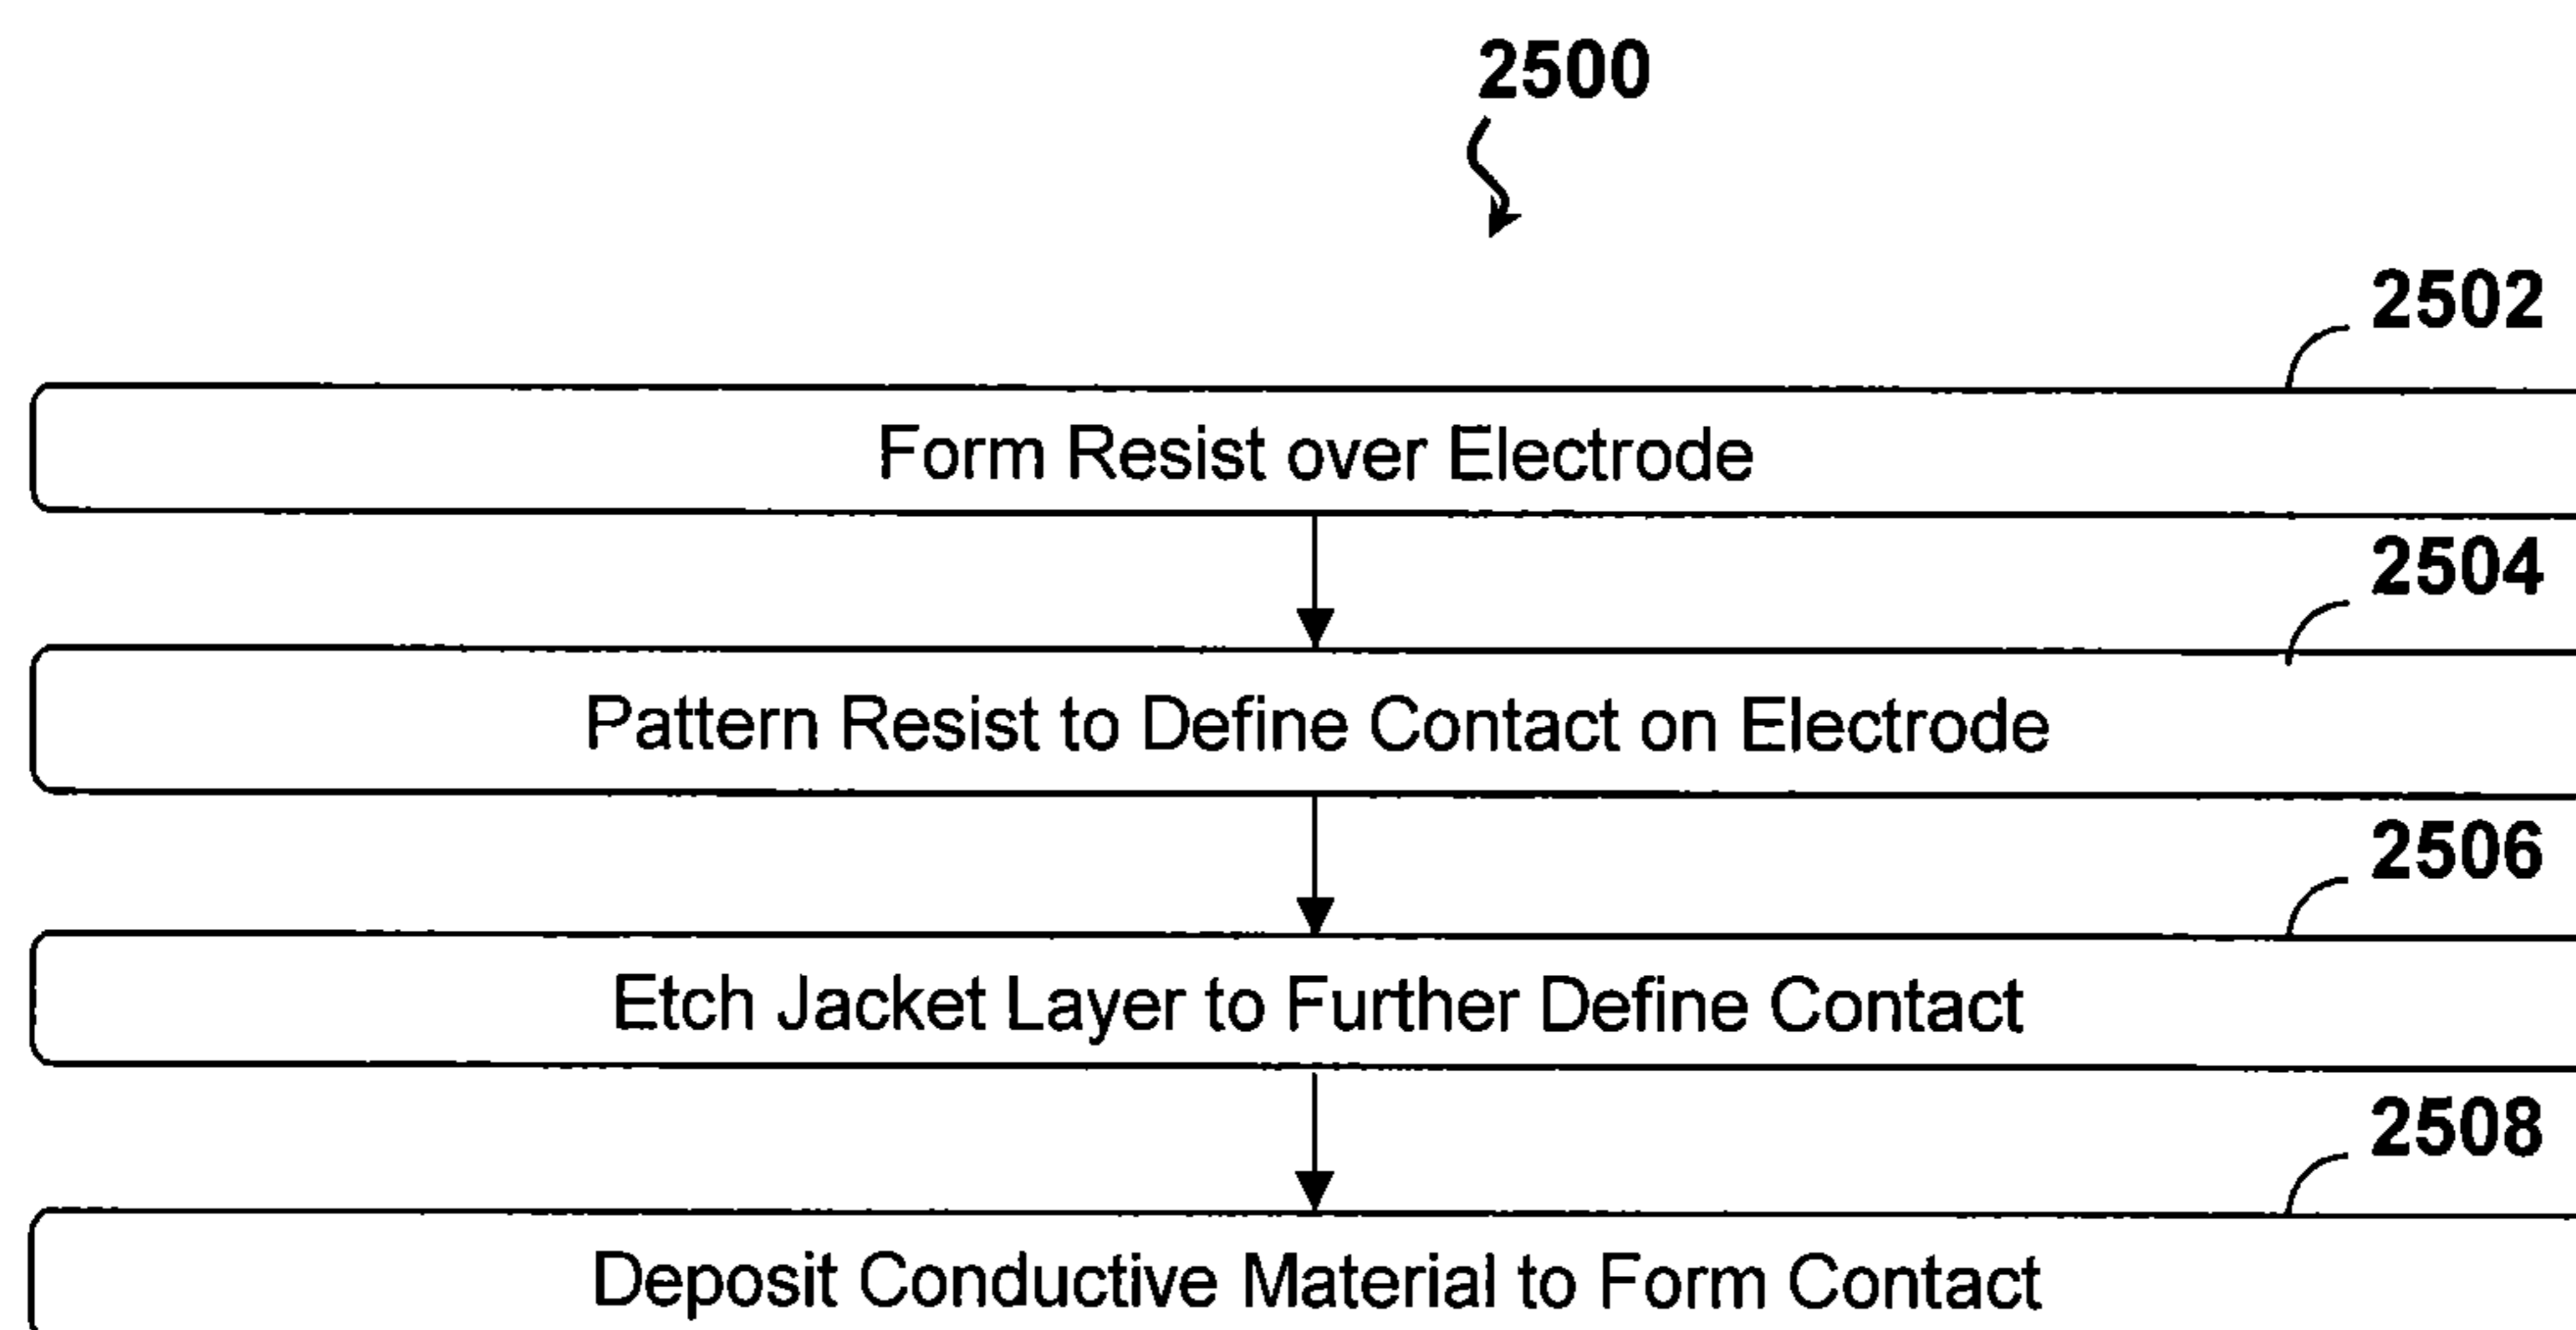 2500
2502
Form Resist over Electrode
2504
Pattern Resist to Define Contact on Electrode
2506
Etch Jacket Layer to Further Define Contact
2508
Deposit Conductive Material to Form Contact